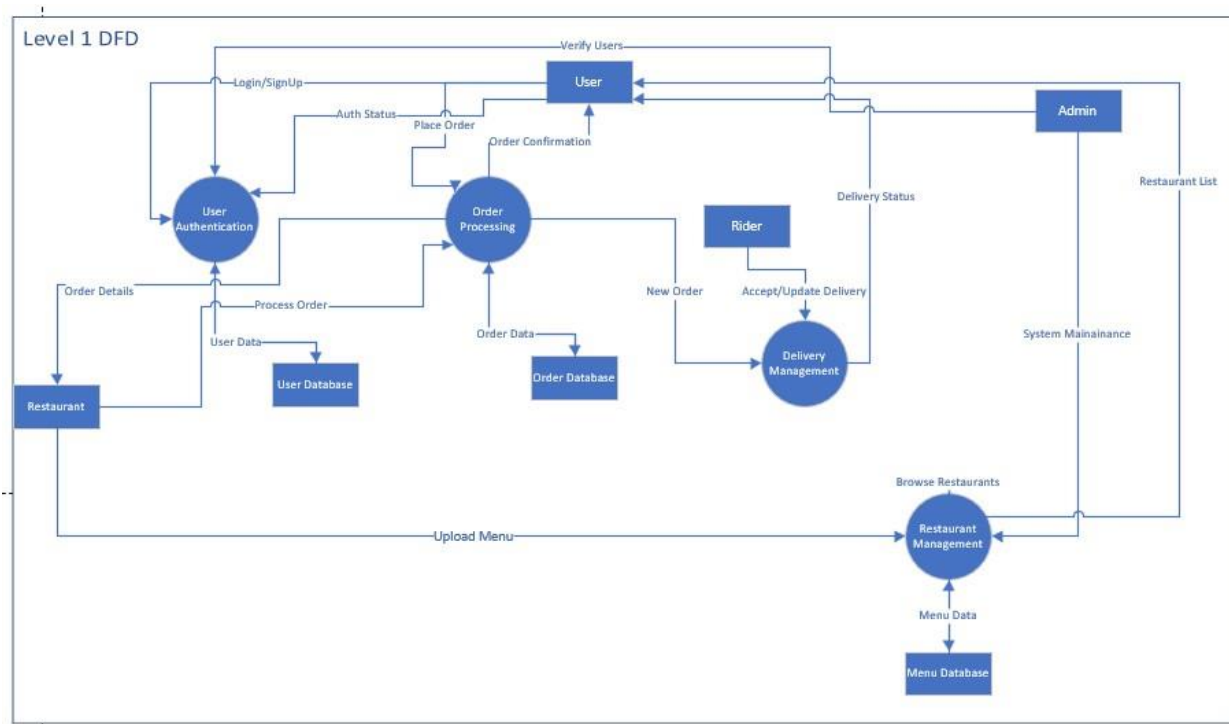 Level 1 DFD
Verify Users
Login/SignUp
User
Auth Status
Place Order
Admin
Order Confirmation
Restaurant List
Delivery Status
User
Authentication
Order
Processing
Rider
Order Details
Process Order
New Order
Accept/Update Delivery
User Data
Order Data
System Mainainance
Delivery
Management
User Database
Order Database
Restaurant
Browse Restaurants
Upload Menu
Restaurant
Management
Menu Data
Menu Database